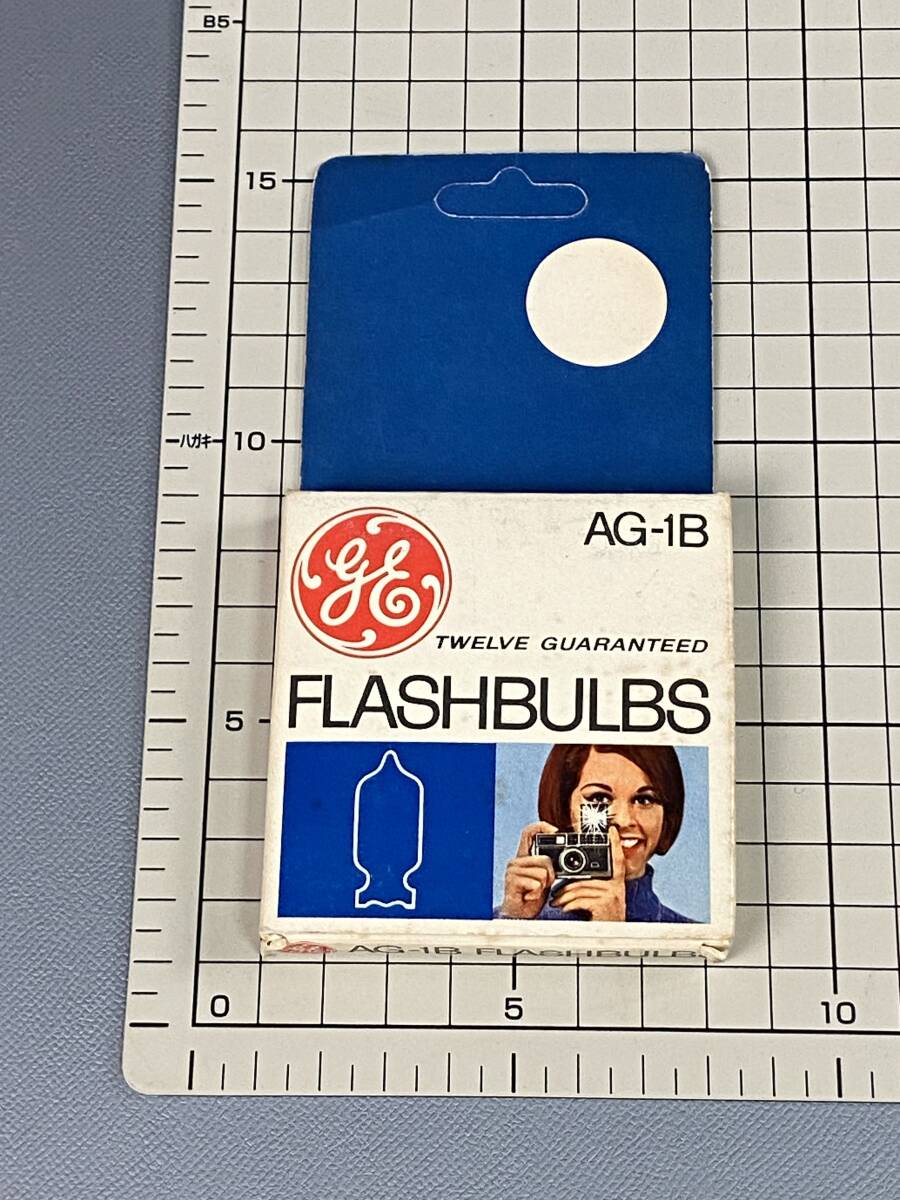 B5
15
ハガキ 10
GE
AG-1B
TWELVE GUARANTEED
FLASHBULBS
5
AG-1B FLASHBULBS
0 5 10